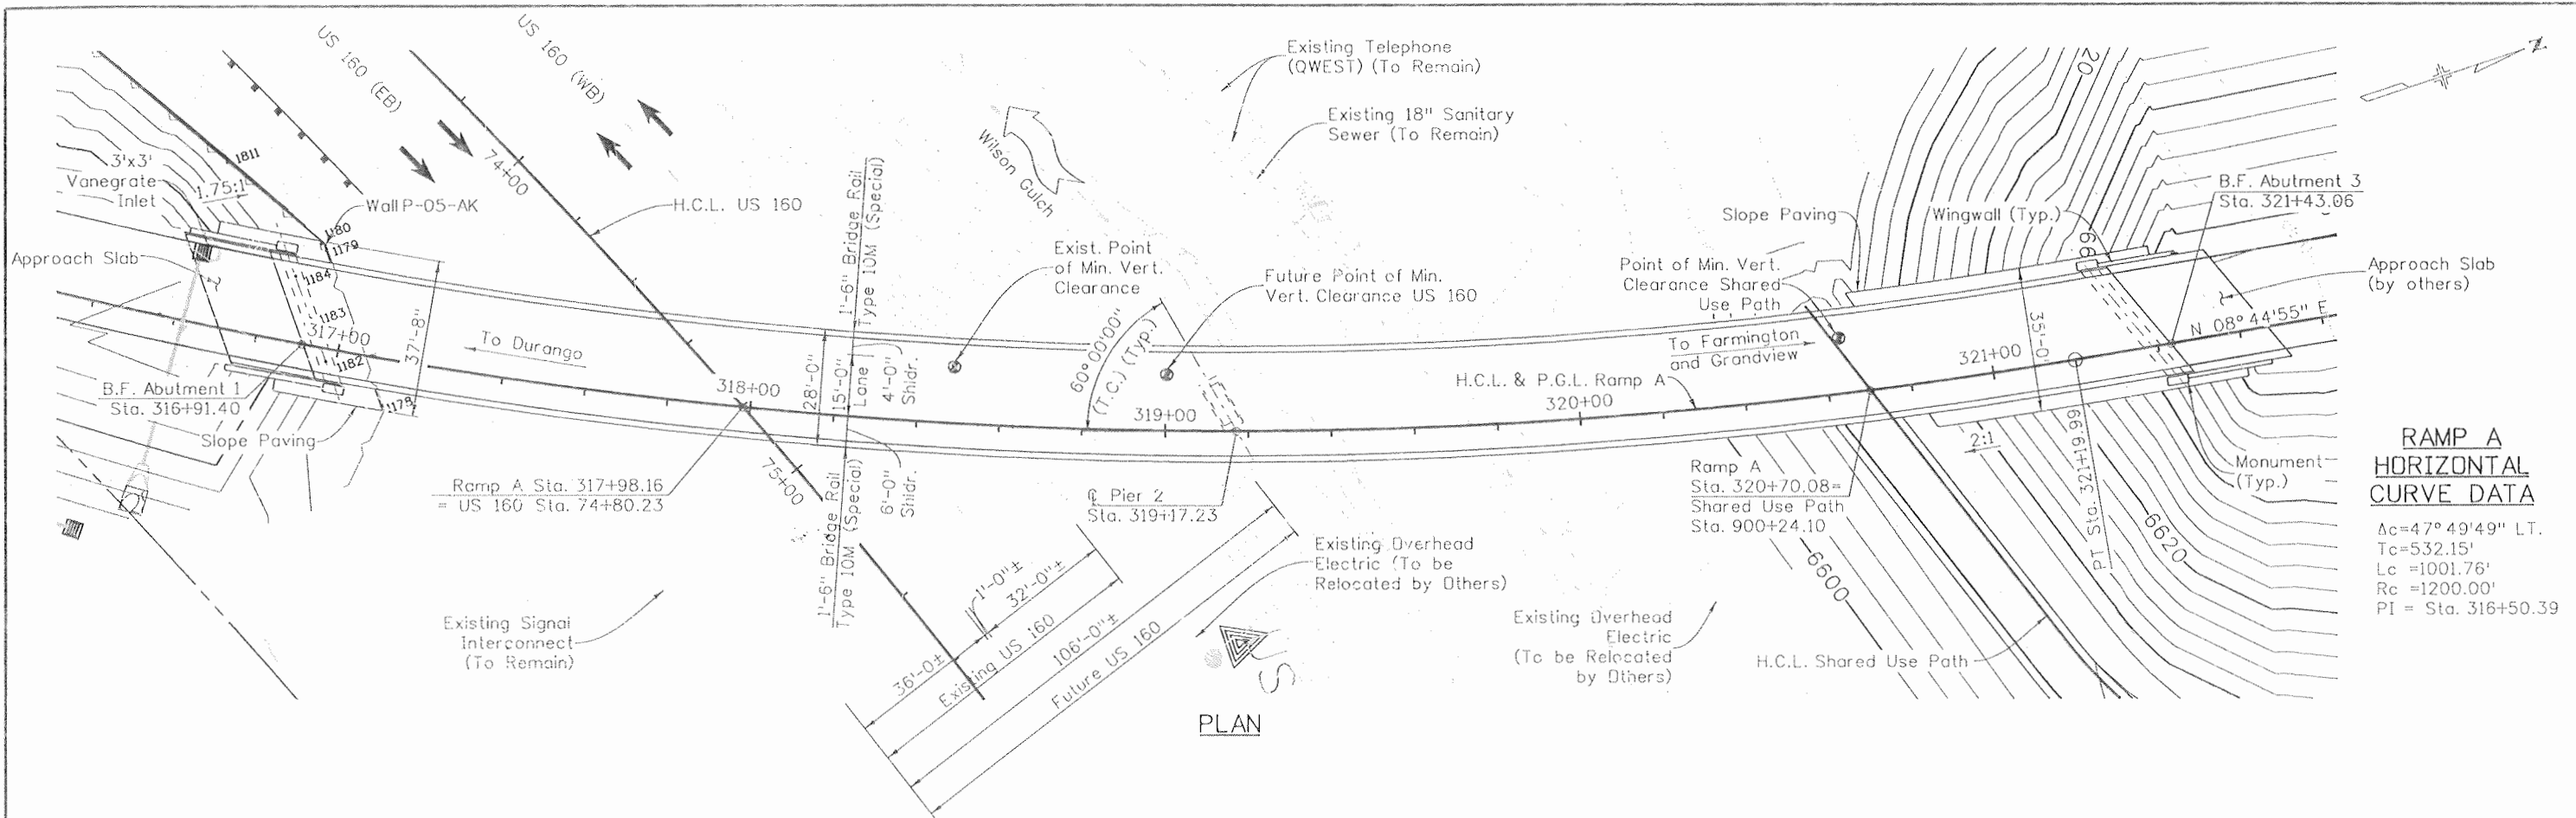 US 160 (EB)
US 160 (WB)
74+00
3'x3'
Vanegrate
Inlet
1811
1.75:1
Wall P-05-AK
H.C.L. US 160
1180
1179
1184
1183
1182
1178
Approach Slab
317+00
37'-8"
B.F. Abutment 1
Sta. 316+91.40
Slope Paving
To Durango
318+00
Ramp A Sta. 317+98.16
= US 160 Sta. 74+80.23
75+00
1'-6" Bridge Rail
Type 10M (Special)
28'-0"
15'-0"
Lane
4'-0"
Shldr.
6'-0"
Shldr.
1'-6" Bridge Rail
Type 10M (Special)
Existing Signal
Interconnect
(To Remain)
Wilson Gulch
Existing Telephone
(QWEST) (To Remain)
Existing 18" Sanitary
Sewer (To Remain)
Exist. Point
of Min. Vert.
Clearance
Future Point of Min.
Vert. Clearance US 160
60°00'00"
(T.C.) (Typ.)
319+00
℄ Pier 2
Sta. 319+17.23
1'-0"±
32'-0"±
36'-0±
Existing US 160
106'-0"±
Future US 160
Existing Overhead
Electric (To be
Relocated by Others)
S
PLAN
H.C.L. & P.G.L. Ramp A
320+00
To Farmington
and Grandview
Point of Min. Vert.
Clearance Shared
Use Path
Slope Paving
Wingwall (Typ.)
20
66
B.F. Abutment 3
Sta. 321+43.06
Approach Slab
(by others)
N 08°44'55" E
321+00
35'-0"
Ramp A
Sta. 320+70.08=
Shared Use Path
Sta. 900+24.10
2:1
PT Sta. 321+19.99
Monument
(Typ.)
6600
6620
Existing Overhead
Electric
(To be Relocated
by Others)
H.C.L. Shared Use Path
N
RAMP A
HORIZONTAL
CURVE DATA
Δc=47°49'49" LT.
Tc=532.15'
Lc =1001.76'
Rc =1200.00'
PI = Sta. 316+50.39